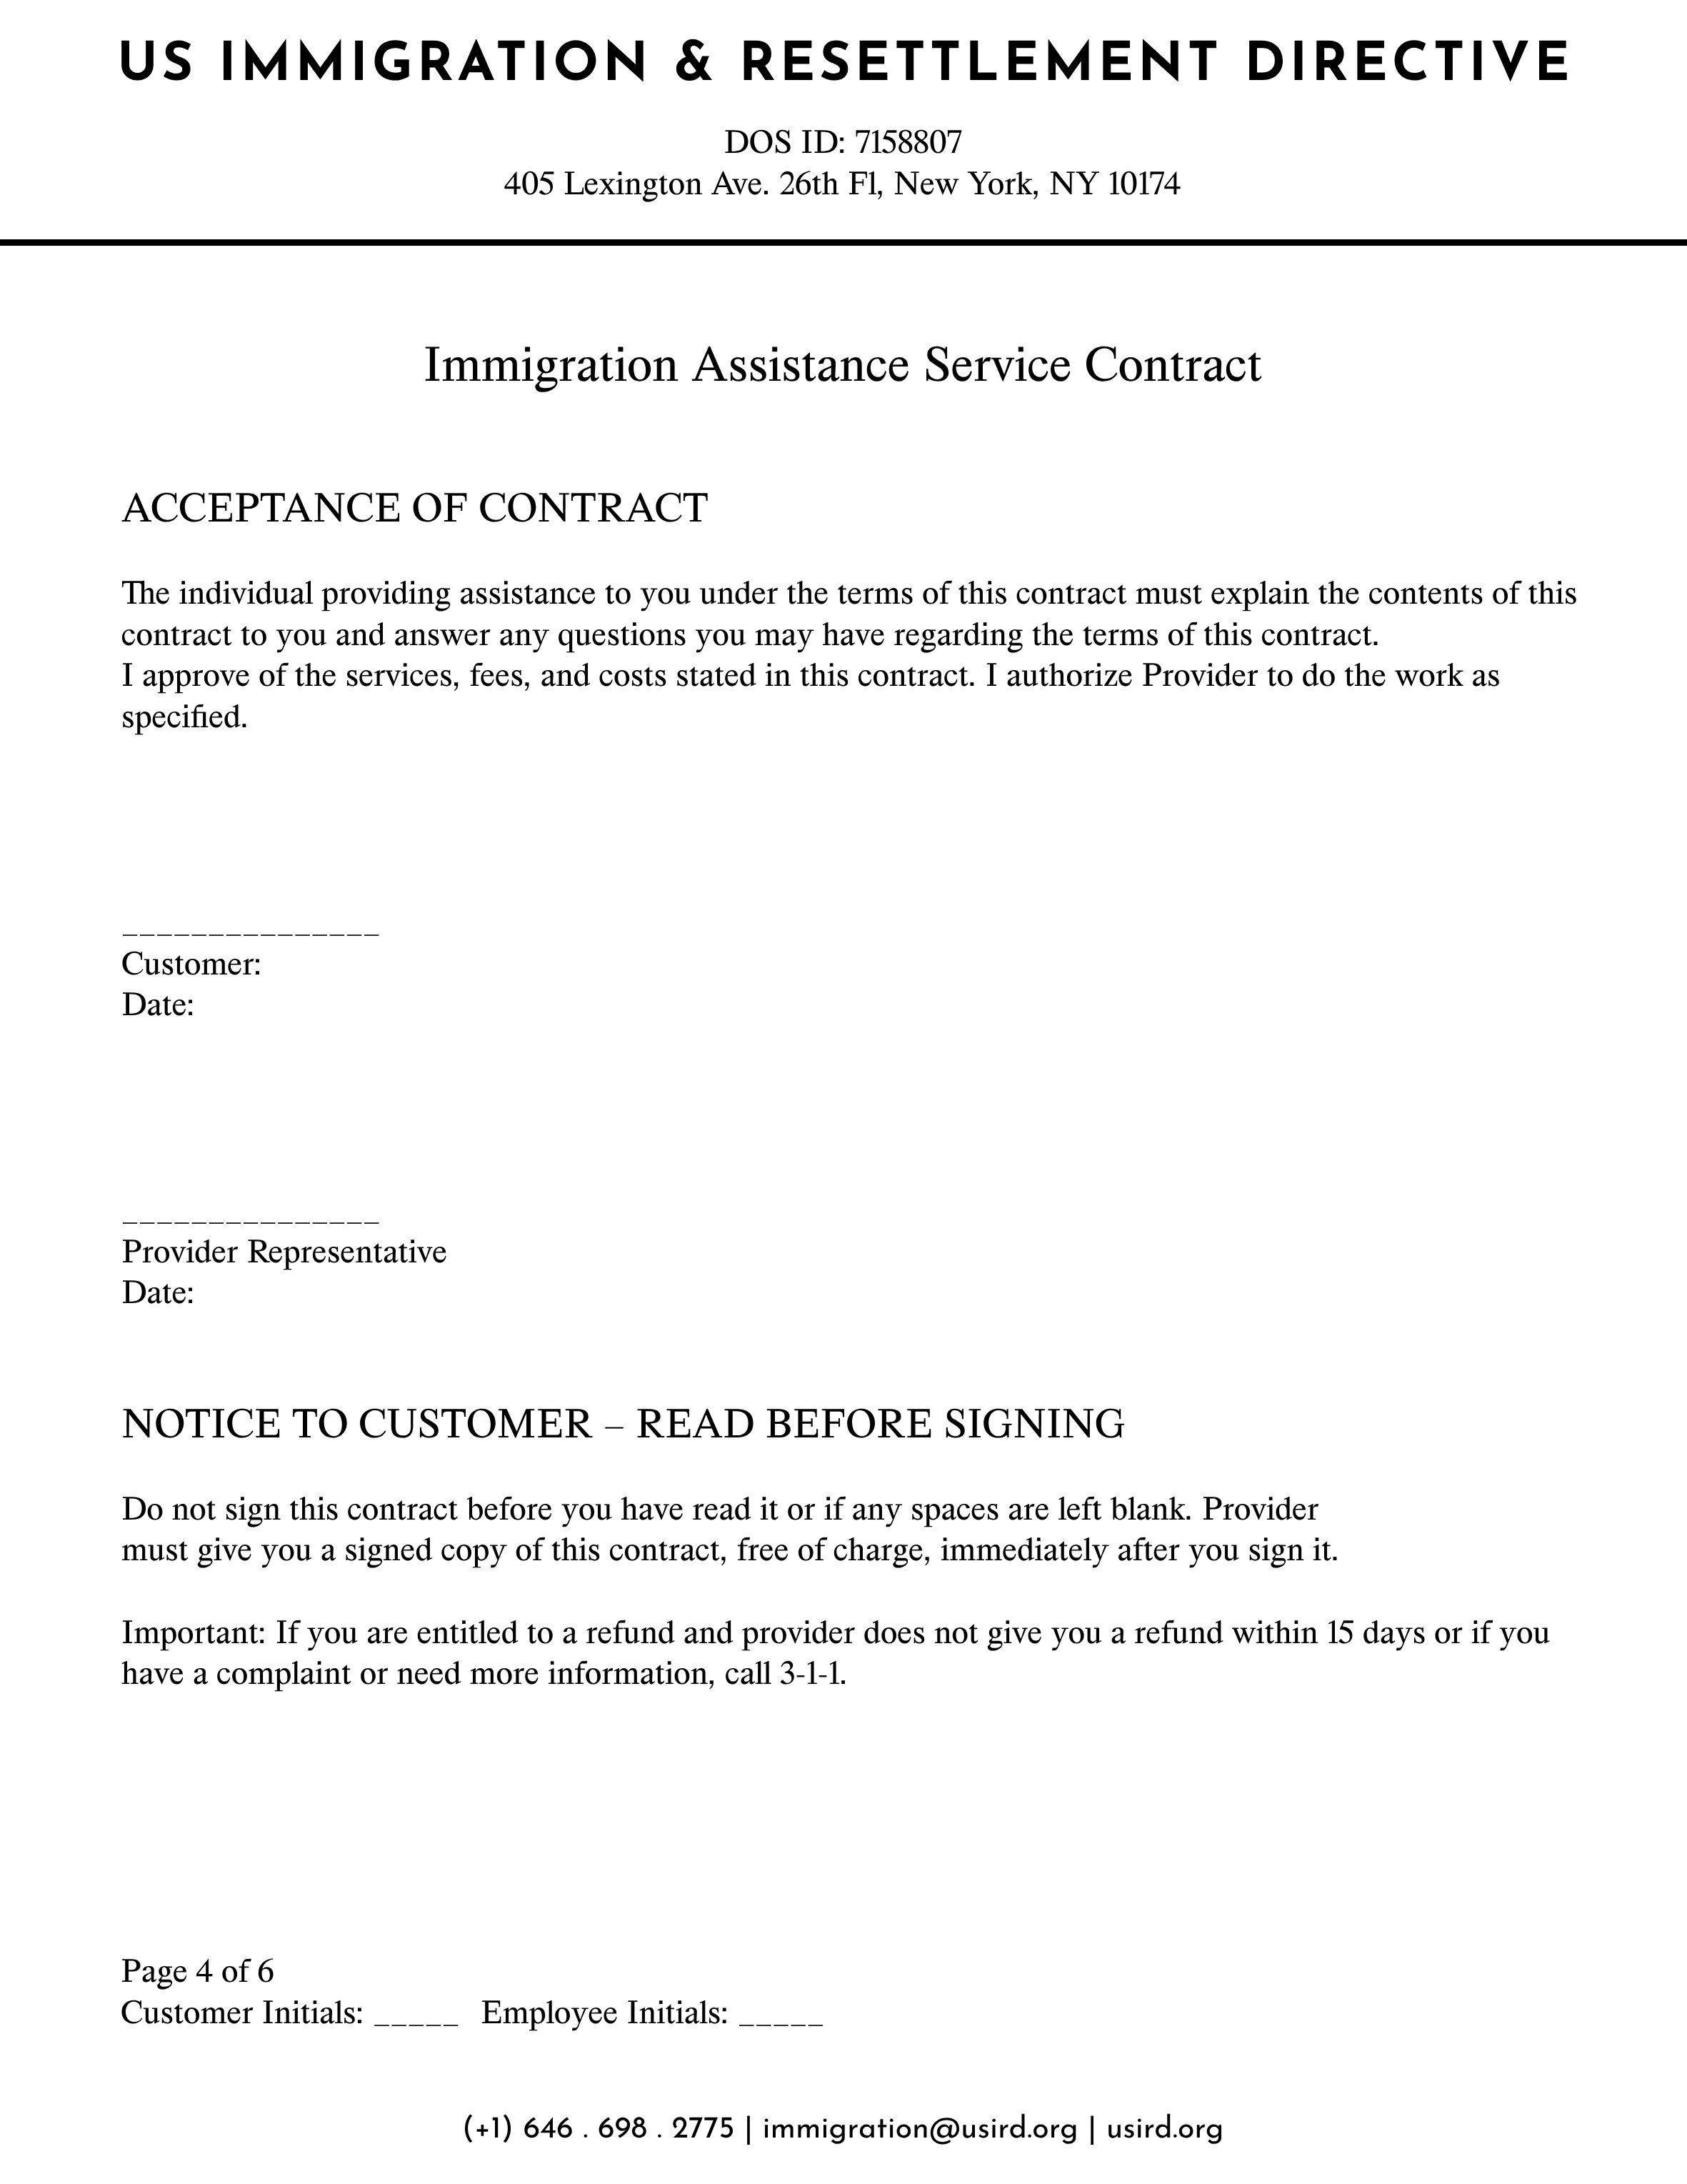 US IMMIGRATION & RESETTLEMENT DIRECTIVE
DOS ID: 7158807
405 Lexington Ave. 26th Fl, New York, NY 10174
Immigration Assistance Service Contract
ACCEPTANCE OF CONTRACT
The individual providing assistance to you under the terms of this contract must explain the contents of this
contract to you and answer any questions you may have regarding the terms of this contract.
I approve of the services, fees, and costs stated in this contract. I authorize Provider to do the work as
specified.
_______________
Customer:
Date:
_______________
Provider Representative
Date:
NOTICE TO CUSTOMER – READ BEFORE SIGNING
Do not sign this contract before you have read it or if any spaces are left blank. Provider
must give you a signed copy of this contract, free of charge, immediately after you sign it.
Important: If you are entitled to a refund and provider does not give you a refund within 15 days or if you
have a complaint or need more information, call 3-1-1.
Page 4 of 6
Customer Initials: _____ Employee Initials: _____
(+1) 646 . 698 . 2775 | immigration@usird.org | usird.org